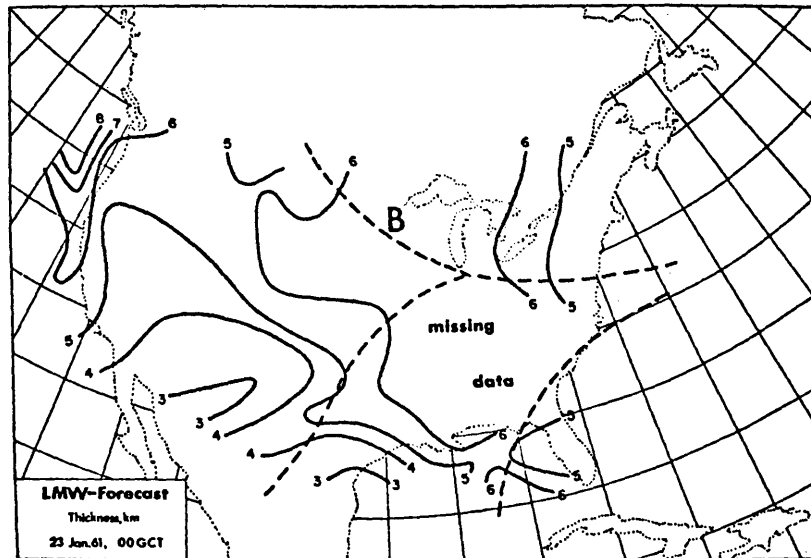 8 7 6
5 6 6 5
B
6 5
missing
5
4
data
3
3
4
6 5
4 4 5 6 5
3 3 6
LMW-Forecast
Thickness, km
23 Jan. 61, 00GCT